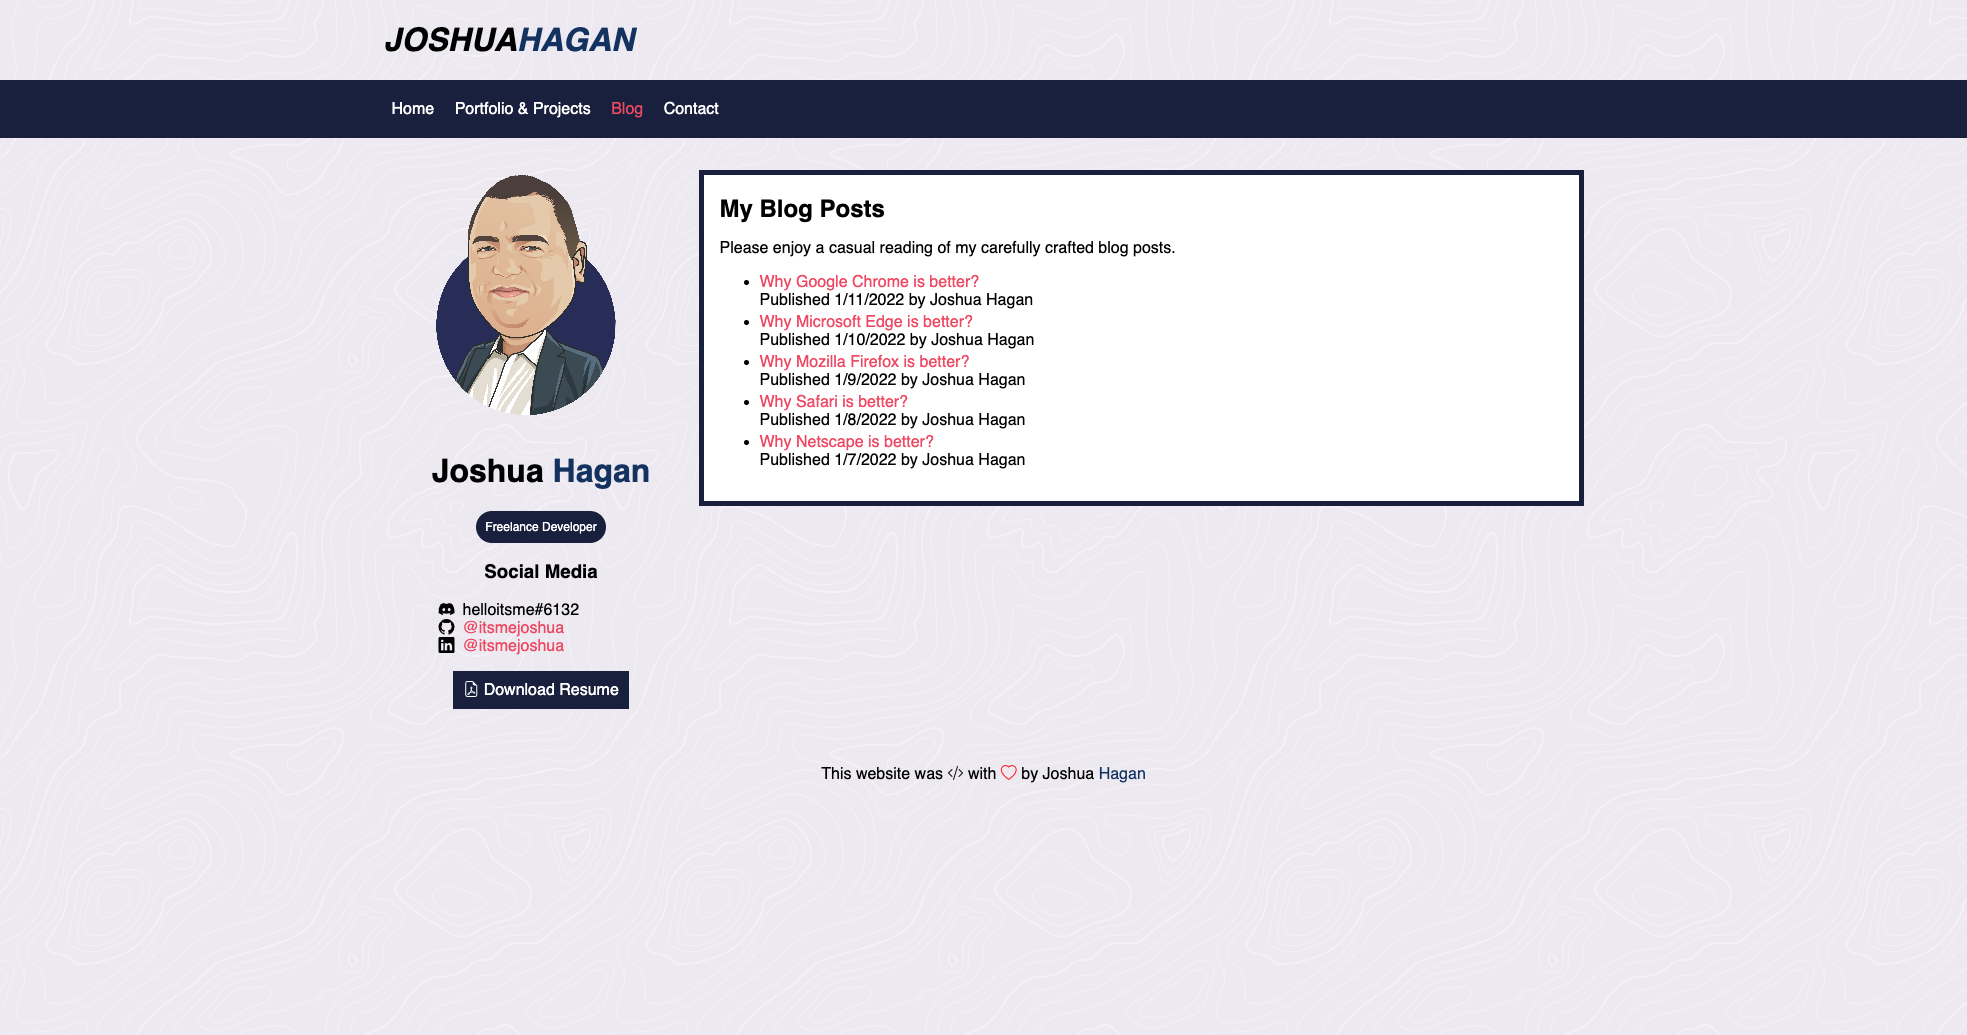 JOSHUAHAGAN
Home Portfolio & Projects Blog Contact
Joshua Hagan
Freelance Developer
Social Media
helloitsme#6132
@itsmejoshua
@itsmejoshua
Download Resume
My Blog Posts
Please enjoy a casual reading of my carefully crafted blog posts.
Why Google Chrome is better?
Published 1/11/2022 by Joshua Hagan
Why Microsoft Edge is better?
Published 1/10/2022 by Joshua Hagan
Why Mozilla Firefox is better?
Published 1/9/2022 by Joshua Hagan
Why Safari is better?
Published 1/8/2022 by Joshua Hagan
Why Netscape is better?
Published 1/7/2022 by Joshua Hagan
This website was </> with by Joshua Hagan